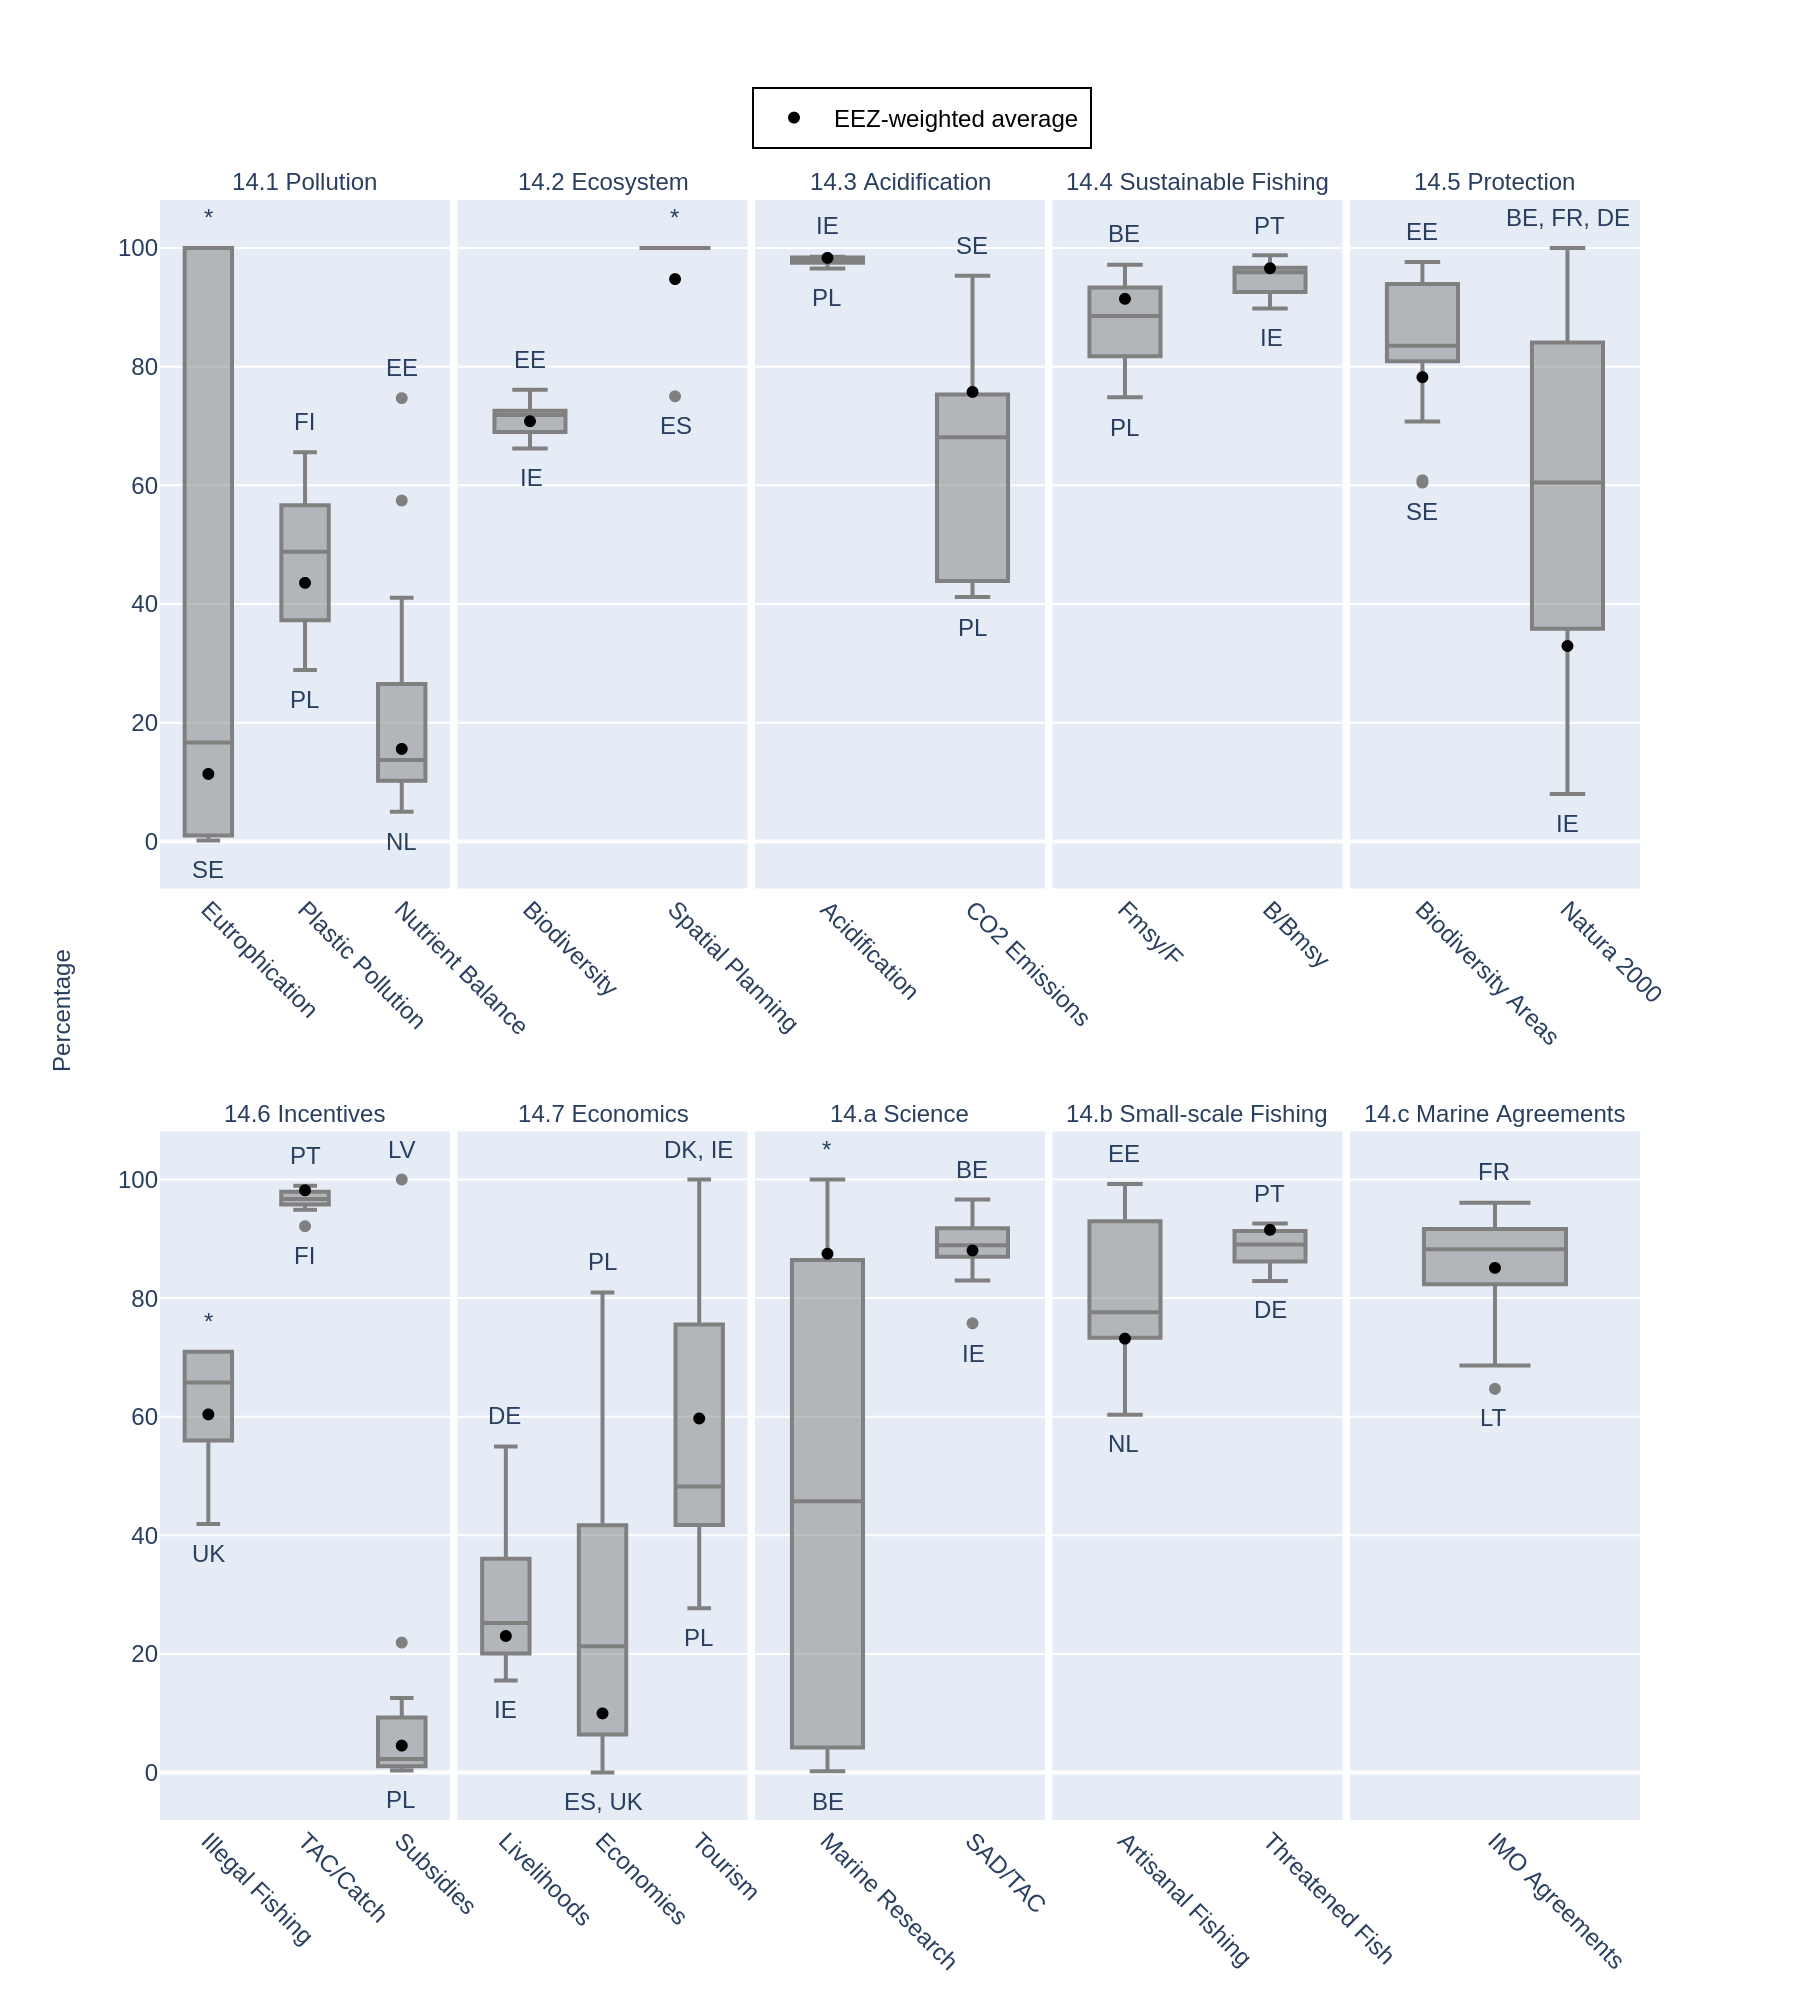 EEZ-weighted average
14.1 Pollution
14.2 Ecosystem
14.3 Acidification
14.4 Sustainable Fishing
14.5 Protection
*
*
IE
SE
BE
PT
EE
BE, FR, DE
100
PL
EE
EE
IE
80
FI
ES
PL
IE
60
SE
40
PL
PL
20
IE
0
NL
SE
Eutrophication
Plastic Pollution
Nutrient Balance
Biodiversity
Spatial Planning
Acidification
CO2 Emissions
Fmsy/F
B/Bmsy
Biodiversity Areas
Natura 2000
Percentage
14.6 Incentives
14.7 Economics
14.a Science
14.b Small-scale Fishing
14.c Marine Agreements
PT
LV
DK, IE
*
BE
EE
PT
FR
100
FI
PL
80
*
DE
IE
DE
60
LT
NL
UK
40
PL
20
IE
0
PL
ES, UK
BE
Illegal Fishing
TAC/Catch
Subsidies
Livelihoods
Economies
Tourism
Marine Research
SAD/TAC
Artisanal Fishing
Threatened Fish
IMO Agreements